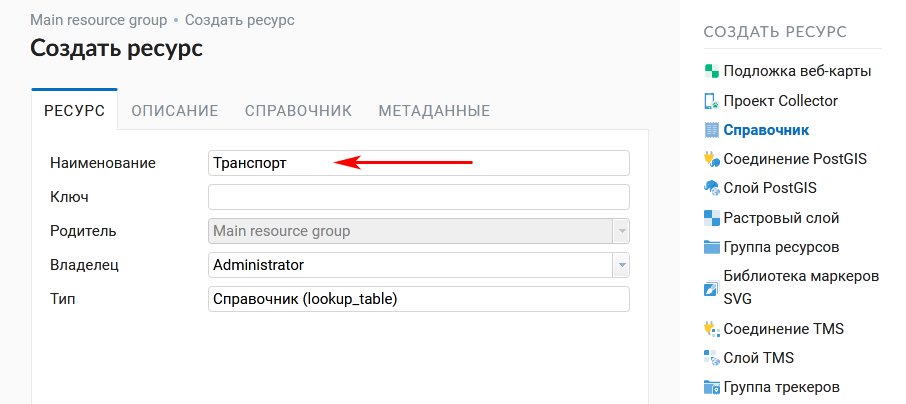 Main resource group • Создать ресурс
Создать ресурс
РЕСУРС ОПИСАНИЕ СПРАВОЧНИК МЕТАДАННЫЕ
Наименование Транспорт
Ключ
Родитель Main resource group
Владелец Administrator
Тип Справочник (lookup_table)
СОЗДАТЬ РЕСУРС
Подложка веб-карты
Проект Collector
Справочник
Соединение PostGIS
Слой PostGIS
Растровый слой
Группа ресурсов
Библиотека маркеров
SVG
Соединение TMS
Слой TMS
Группа трекеров